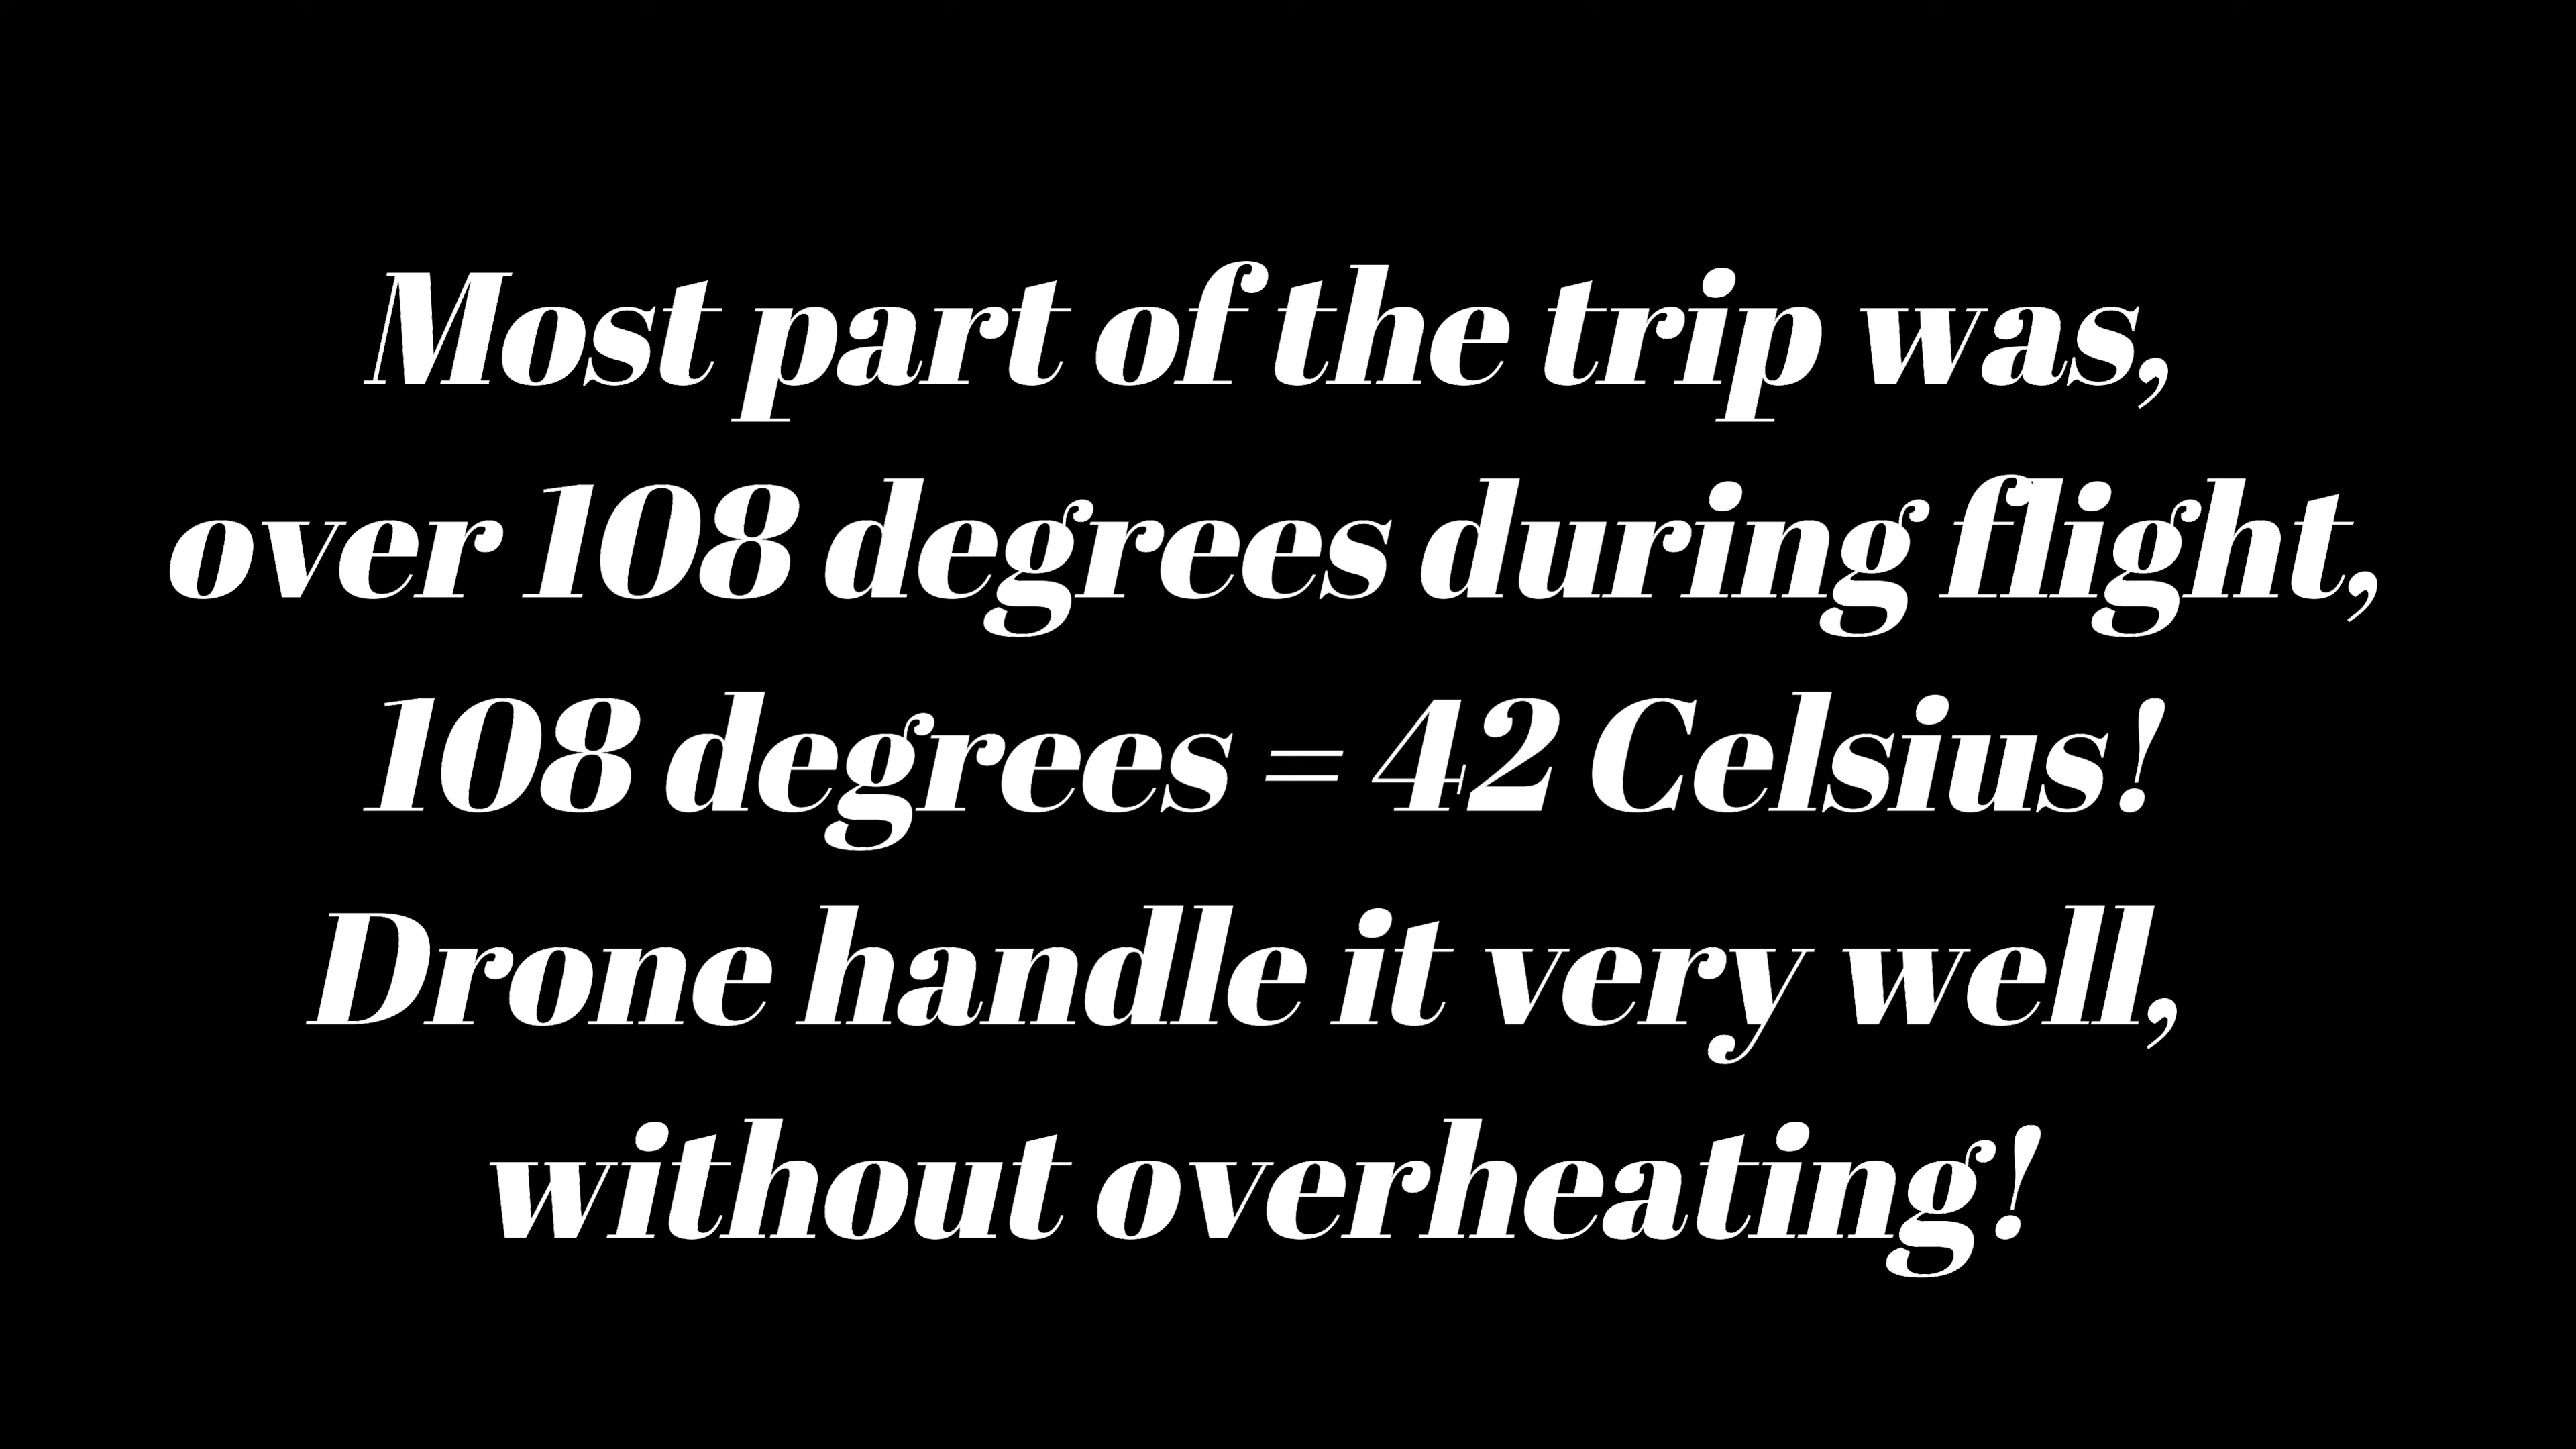 Most part of the trip was,
over 108 degrees during flight,
108 degrees = 42 Celsius!
Drone handle it very well,
without overheating!